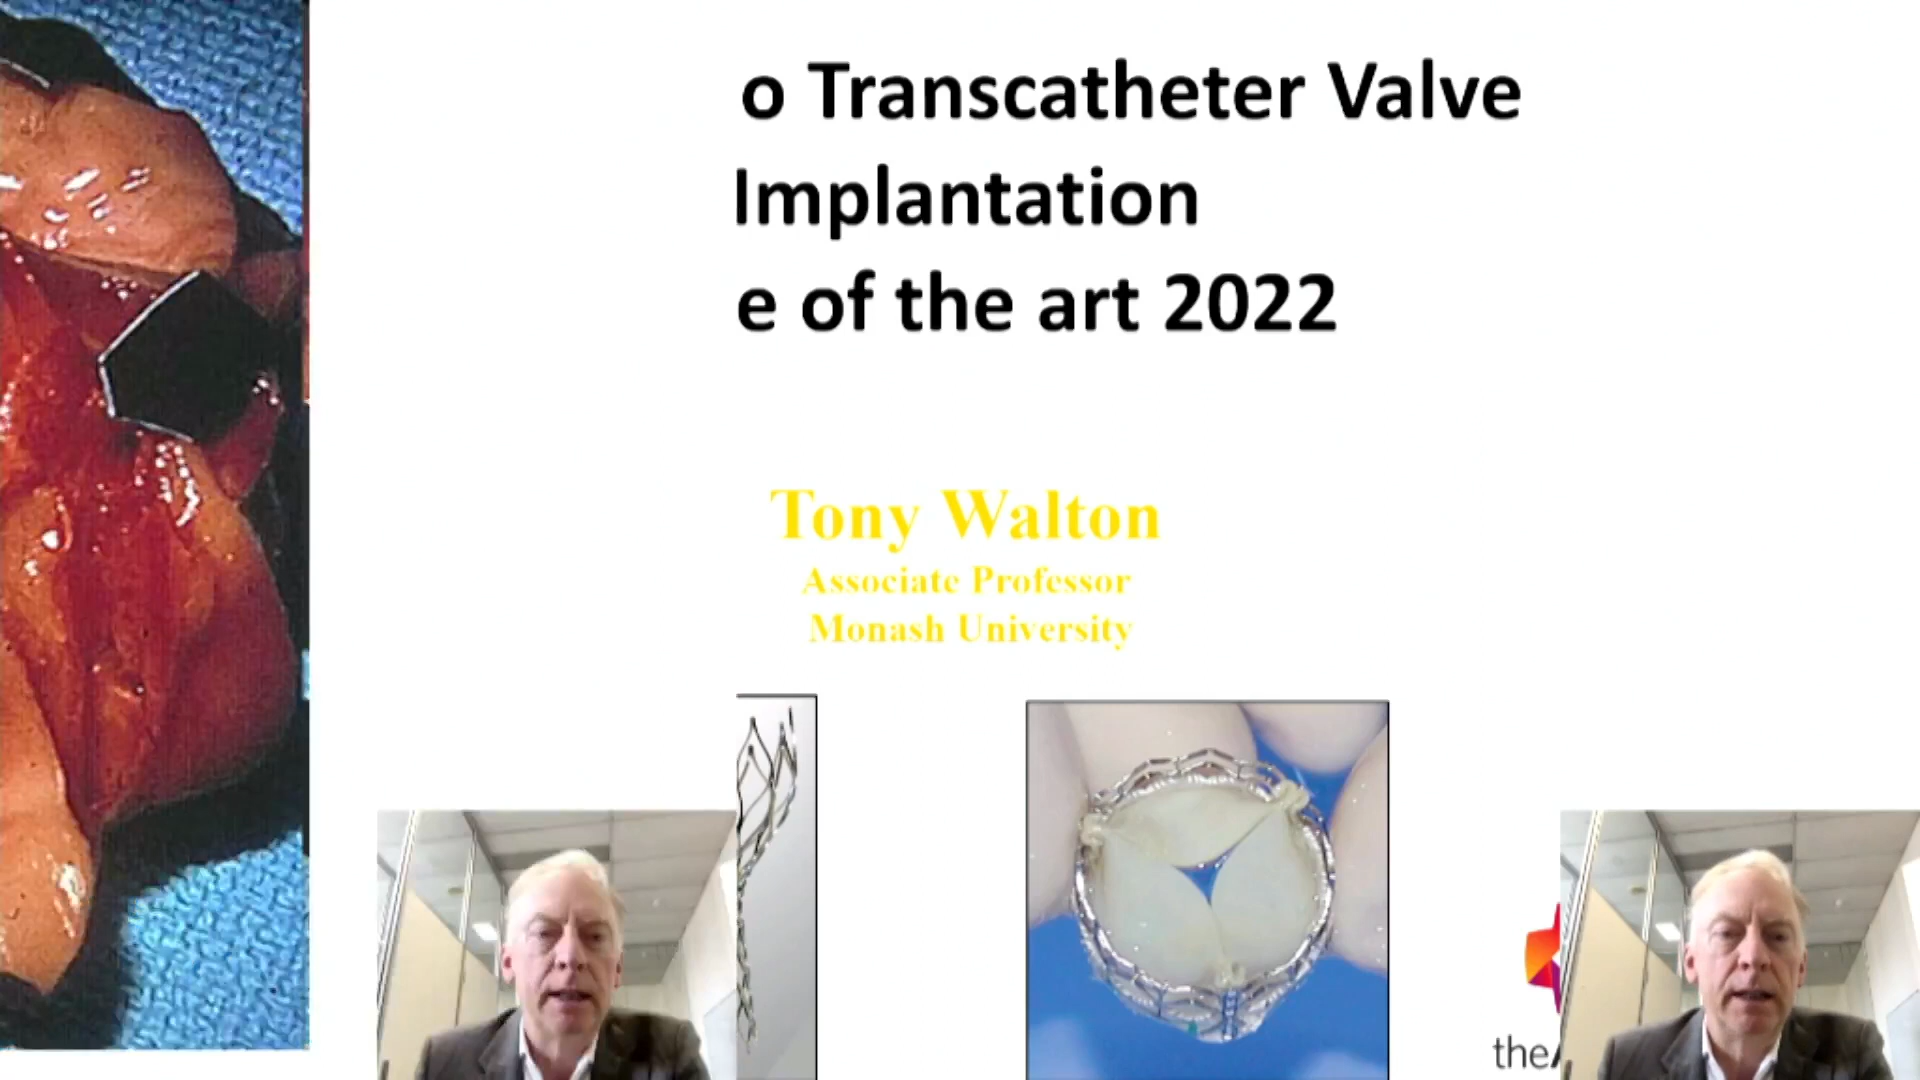 o Transcatheter Valve
Implantation
e of the art 2022
Tony Walton
Associate Professor
Monash University
the